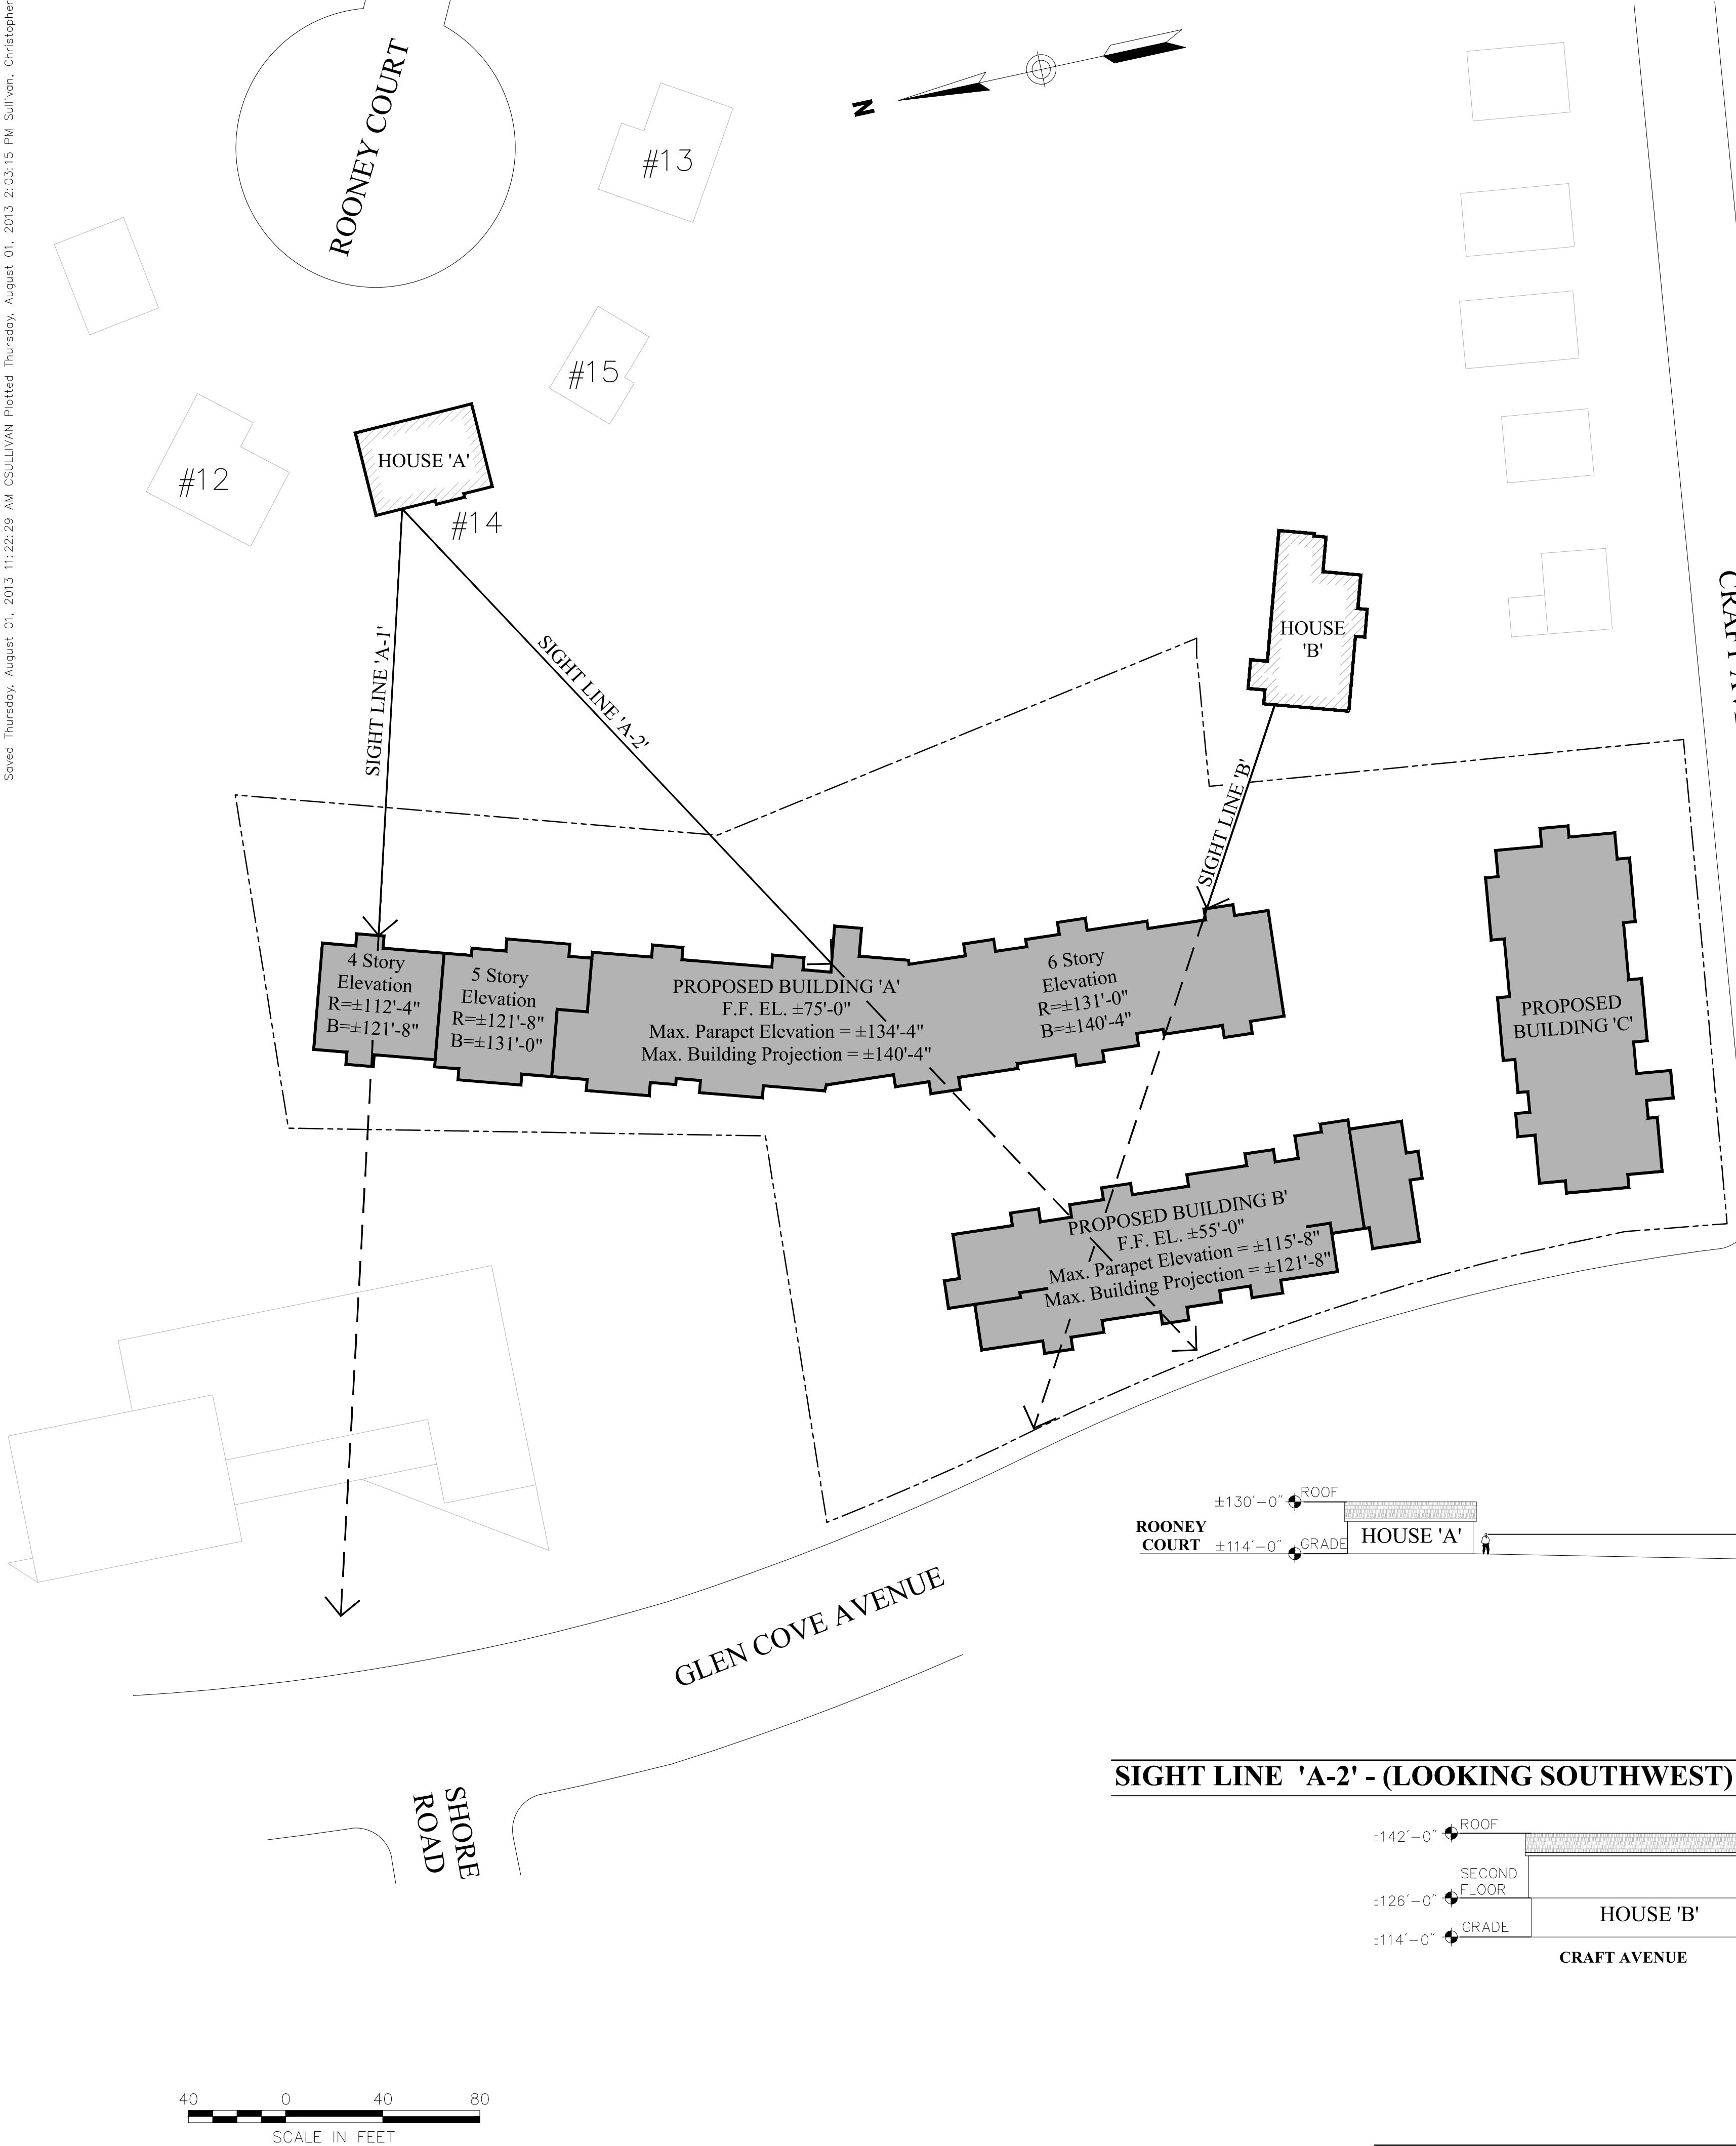 Saved Thursday, August 01, 2013 11:22:29 AM CSULLIVAN Plotted Thursday, August 01, 2013 2:03:15 PM Sullivan, Christopher
ROONEY COURT
N
#13
#15
#12
HOUSE 'A'
#14
HOUSE
'B'
SIGHT LINE 'A-1'
SIGHT LINE 'A-2'
SIGHT LINE 'B'
4 Story
Elevation
R=±112'-4"
B=±121'-8"
5 Story
Elevation
R=±121'-8"
B=±131'-0"
PROPOSED BUILDING 'A'
F.F. EL. ±75'-0"
Max. Parapet Elevation = ±134'-4"
Max. Building Projection = ±140'-4"
6 Story
Elevation
R=±131'-0"
B=±140'-4"
PROPOSED
BUILDING 'C'
PROPOSED BUILDING B'
F.F. EL. ±55'-0"
Max. Parapet Elevation = ±115'-8"
Max. Building Projection = ±121'-8"
±130'-0" ROOF
ROONEY
COURT
±114'-0" GRADE
HOUSE 'A'
GLEN COVE AVENUE
SHORE
ROAD
SIGHT LINE 'A-2' - (LOOKING SOUTHWEST)
±142'-0" ROOF
SECOND
±126'-0" FLOOR
HOUSE 'B'
±114'-0" GRADE
CRAFT AVENUE
40 0 40 80
SCALE IN FEET